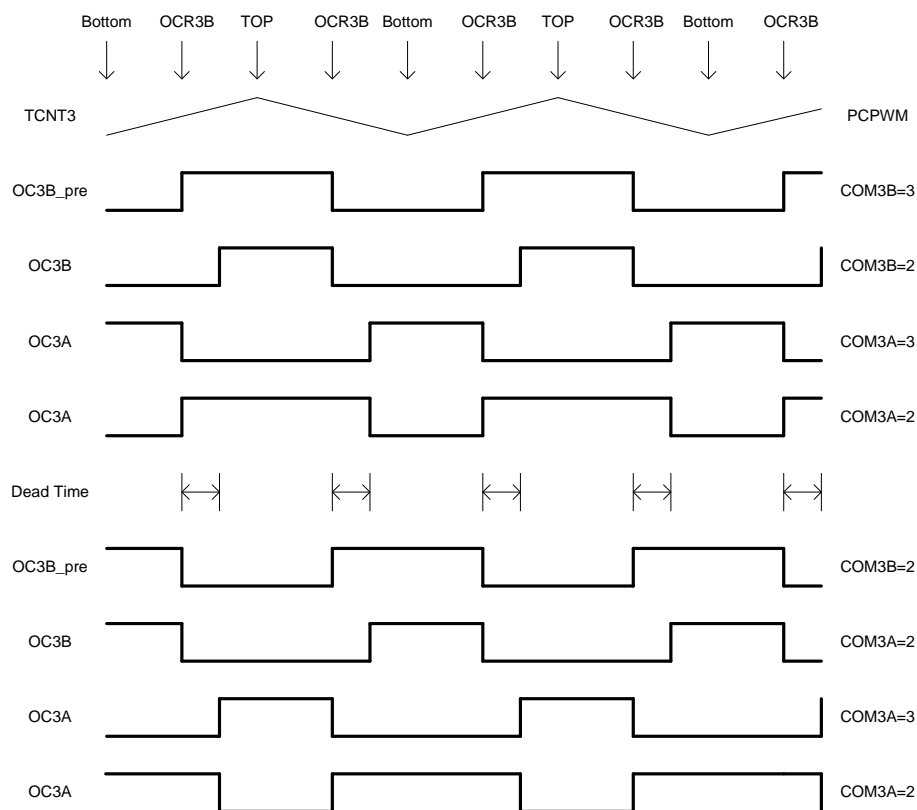 Bottom OCR3B TOP OCR3B Bottom OCR3B TOP OCR3B Bottom OCR3B
TCNT3 PCPWM
OC3B_pre COM3B=3
OC3B COM3B=2
OC3A COM3A=3
OC3A COM3A=2
Dead Time
OC3B_pre COM3B=2
OC3B COM3A=2
OC3A COM3A=3
OC3A COM3A=2